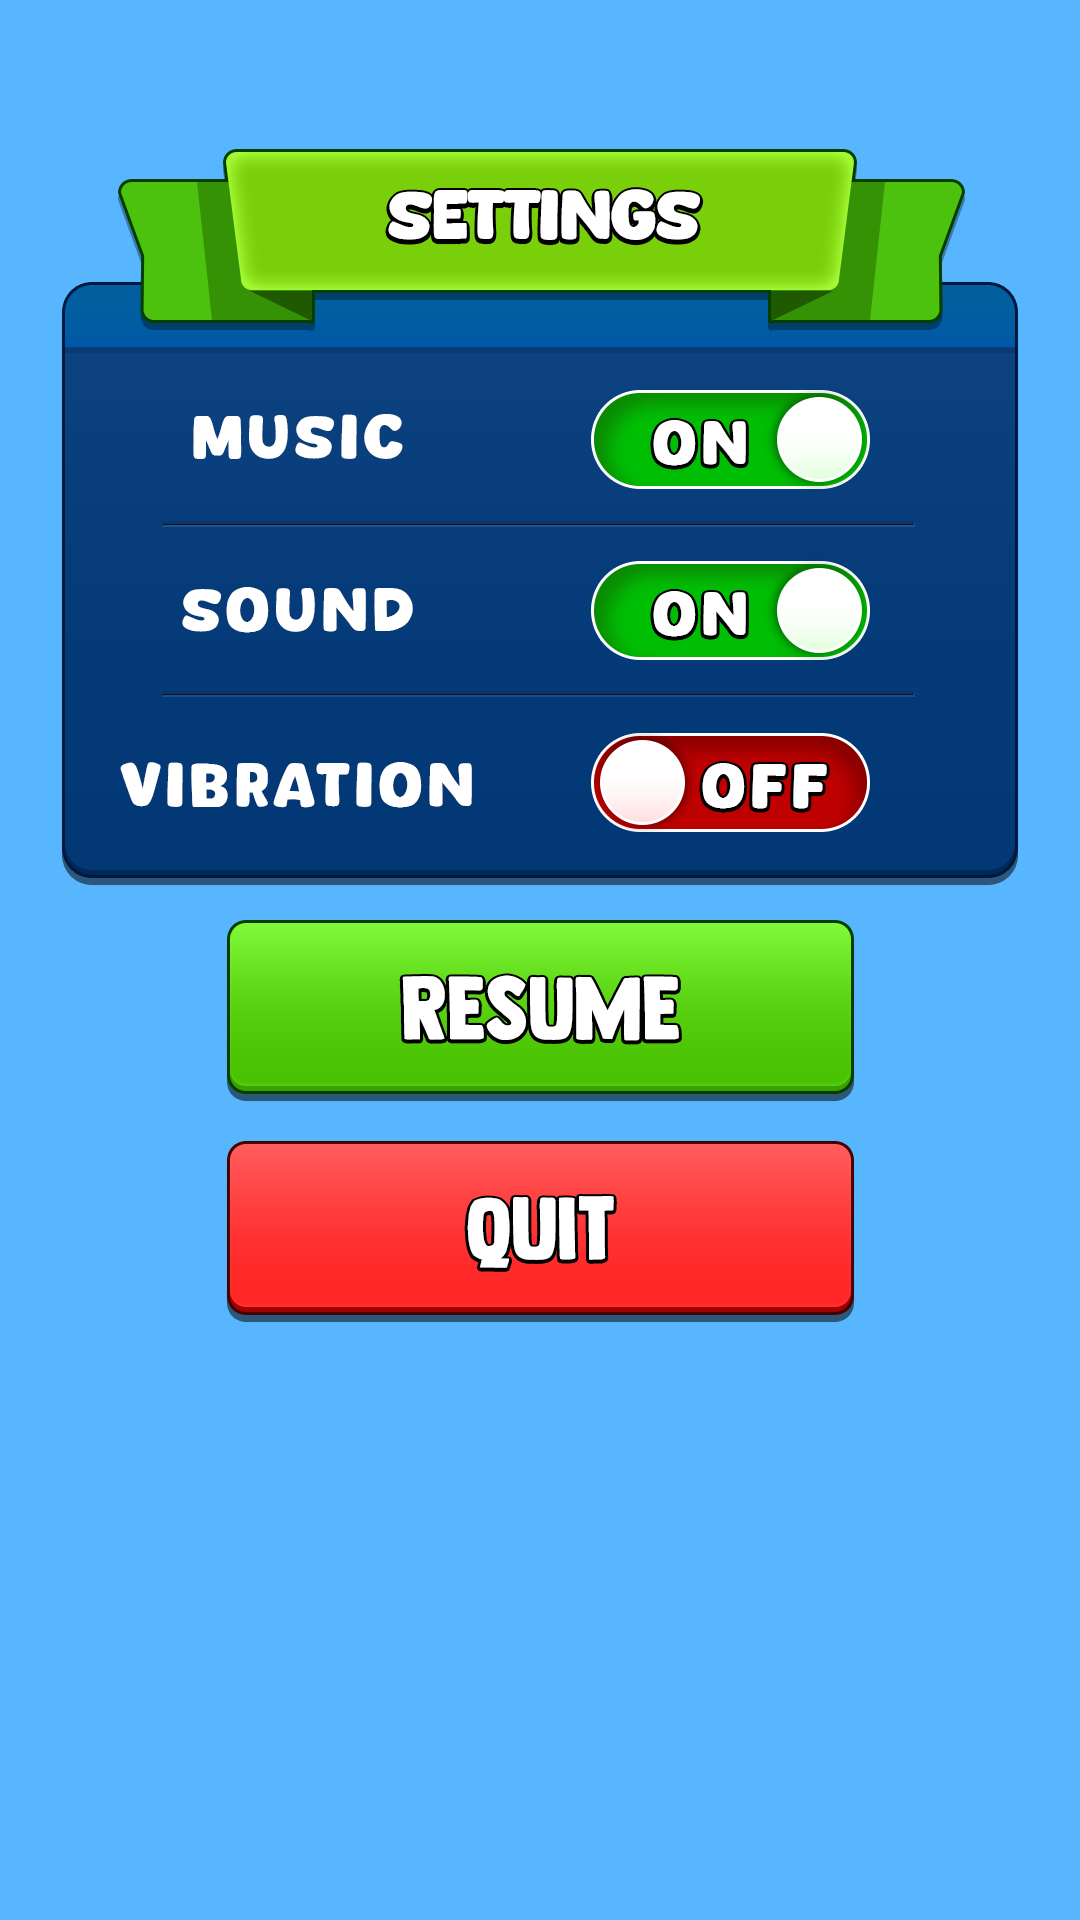 SETTINGS
MUSIC ON
SOUND ON
VIBRATION OFF
RESUME
QUIT